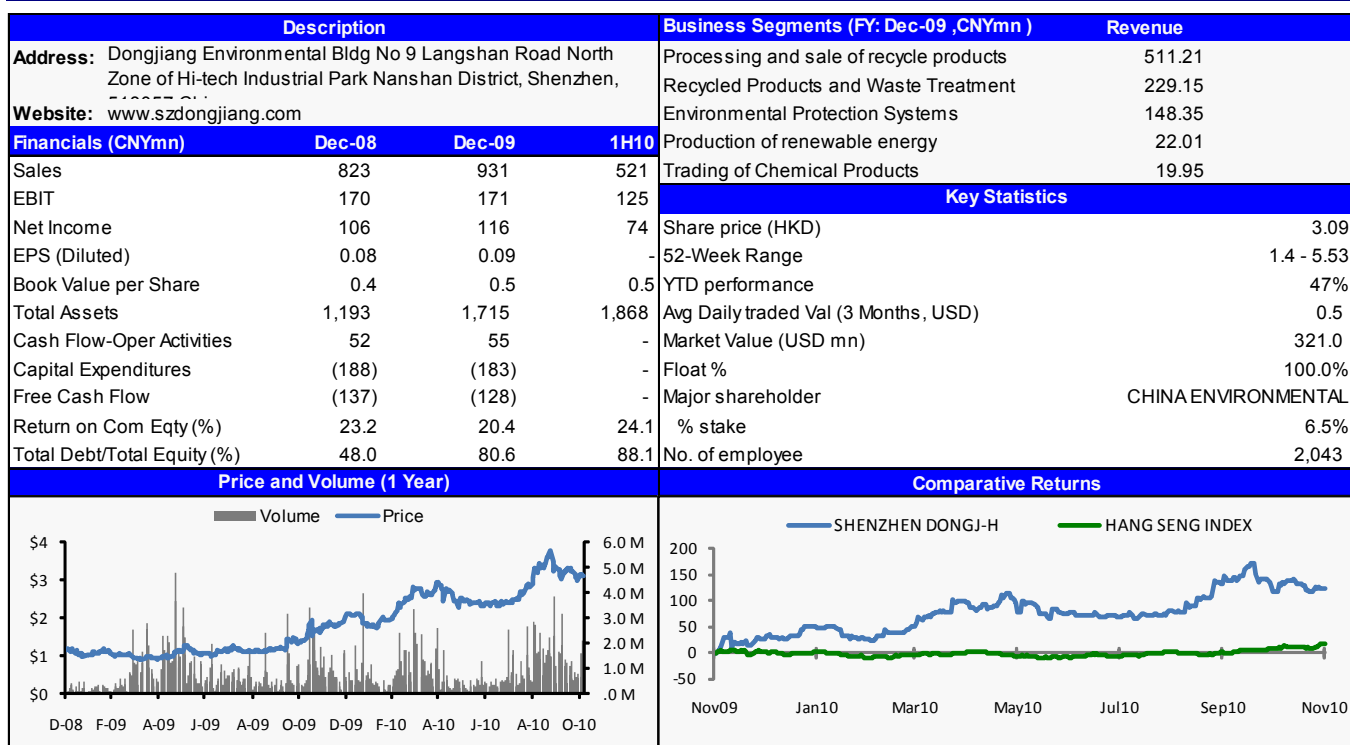 Description
Address: Dongjiang Environmental Bldg No 9 Langshan Road North
Zone of Hi-tech Industrial Park Nanshan District, Shenzhen,
Website: www.szdongjiang.com
Financials (CNYmn) Dec-08 Dec-09 1H10
Sales 823 931 521
EBIT 170 171 125
Net Income 106 116 74
EPS (Diluted) 0.08 0.09 -
Book Value per Share 0.4 0.5 0.5
Total Assets 1,193 1,715 1,868
Cash Flow-Oper Activities 52 55 -
Capital Expenditures (188) (183) -
Free Cash Flow (137) (128) -
Return on Com Eqty (%) 23.2 20.4 24.1
Total Debt/Total Equity (%) 48.0 80.6 88.1
Business Segments (FY: Dec-09 ,CNYmn ) Revenue
Processing and sale of recycle products 511.21
Recycled Products and Waste Treatment 229.15
Environmental Protection Systems 148.35
Production of renewable energy 22.01
Trading of Chemical Products 19.95
Key Statistics
Share price (HKD) 3.09
52-Week Range 1.4 - 5.53
YTD performance 47%
Avg Daily traded Val (3 Months, USD) 0.5
Market Value (USD mn) 321.0
Float % 100.0%
Major shareholder CHINA ENVIRONMENTAL
% stake 6.5%
No. of employee 2,043
Price and Volume (1 Year)
Volume Price
$4 6.0 M
5.0 M
$3
4.0 M
$2 3.0 M
2.0 M
$1
1.0 M
$0 .0 M
D-08 F-09 A-09 J-09 A-09 O-09 D-09 F-10 A-10 J-10 A-10 O-10
Comparative Returns
SHENZHEN DONGJ-H HANG SENG INDEX
200
150
100
50
0
-50
Nov09 Jan10 Mar10 May10 Jul10 Sep10 Nov10